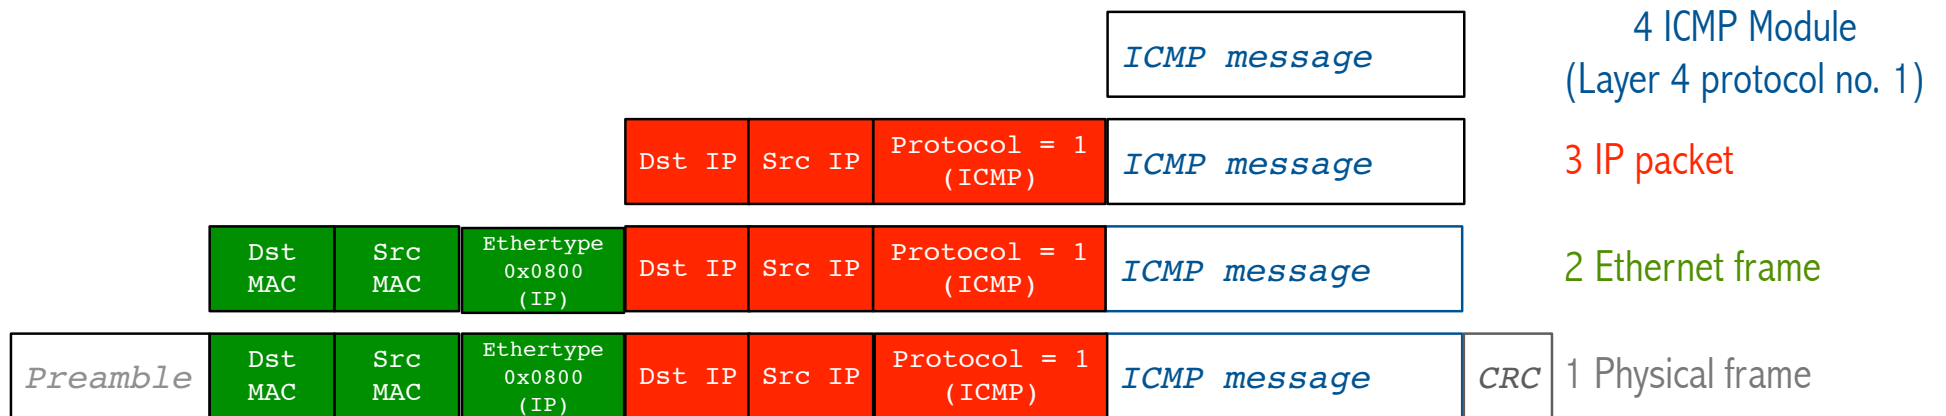 ICMP message
4 ICMP Module
(Layer 4 protocol no. 1)
Dst IP
Src IP
Protocol = 1
(ICMP)
ICMP message
3 IP packet
Dst
MAC
Src
MAC
Ethertype
0x0800
(IP)
Dst IP
Src IP
Protocol = 1
(ICMP)
ICMP message
2 Ethernet frame
Preamble
Dst
MAC
Src
MAC
Ethertype
0x0800
(IP)
Dst IP
Src IP
Protocol = 1
(ICMP)
ICMP message
CRC
1 Physical frame